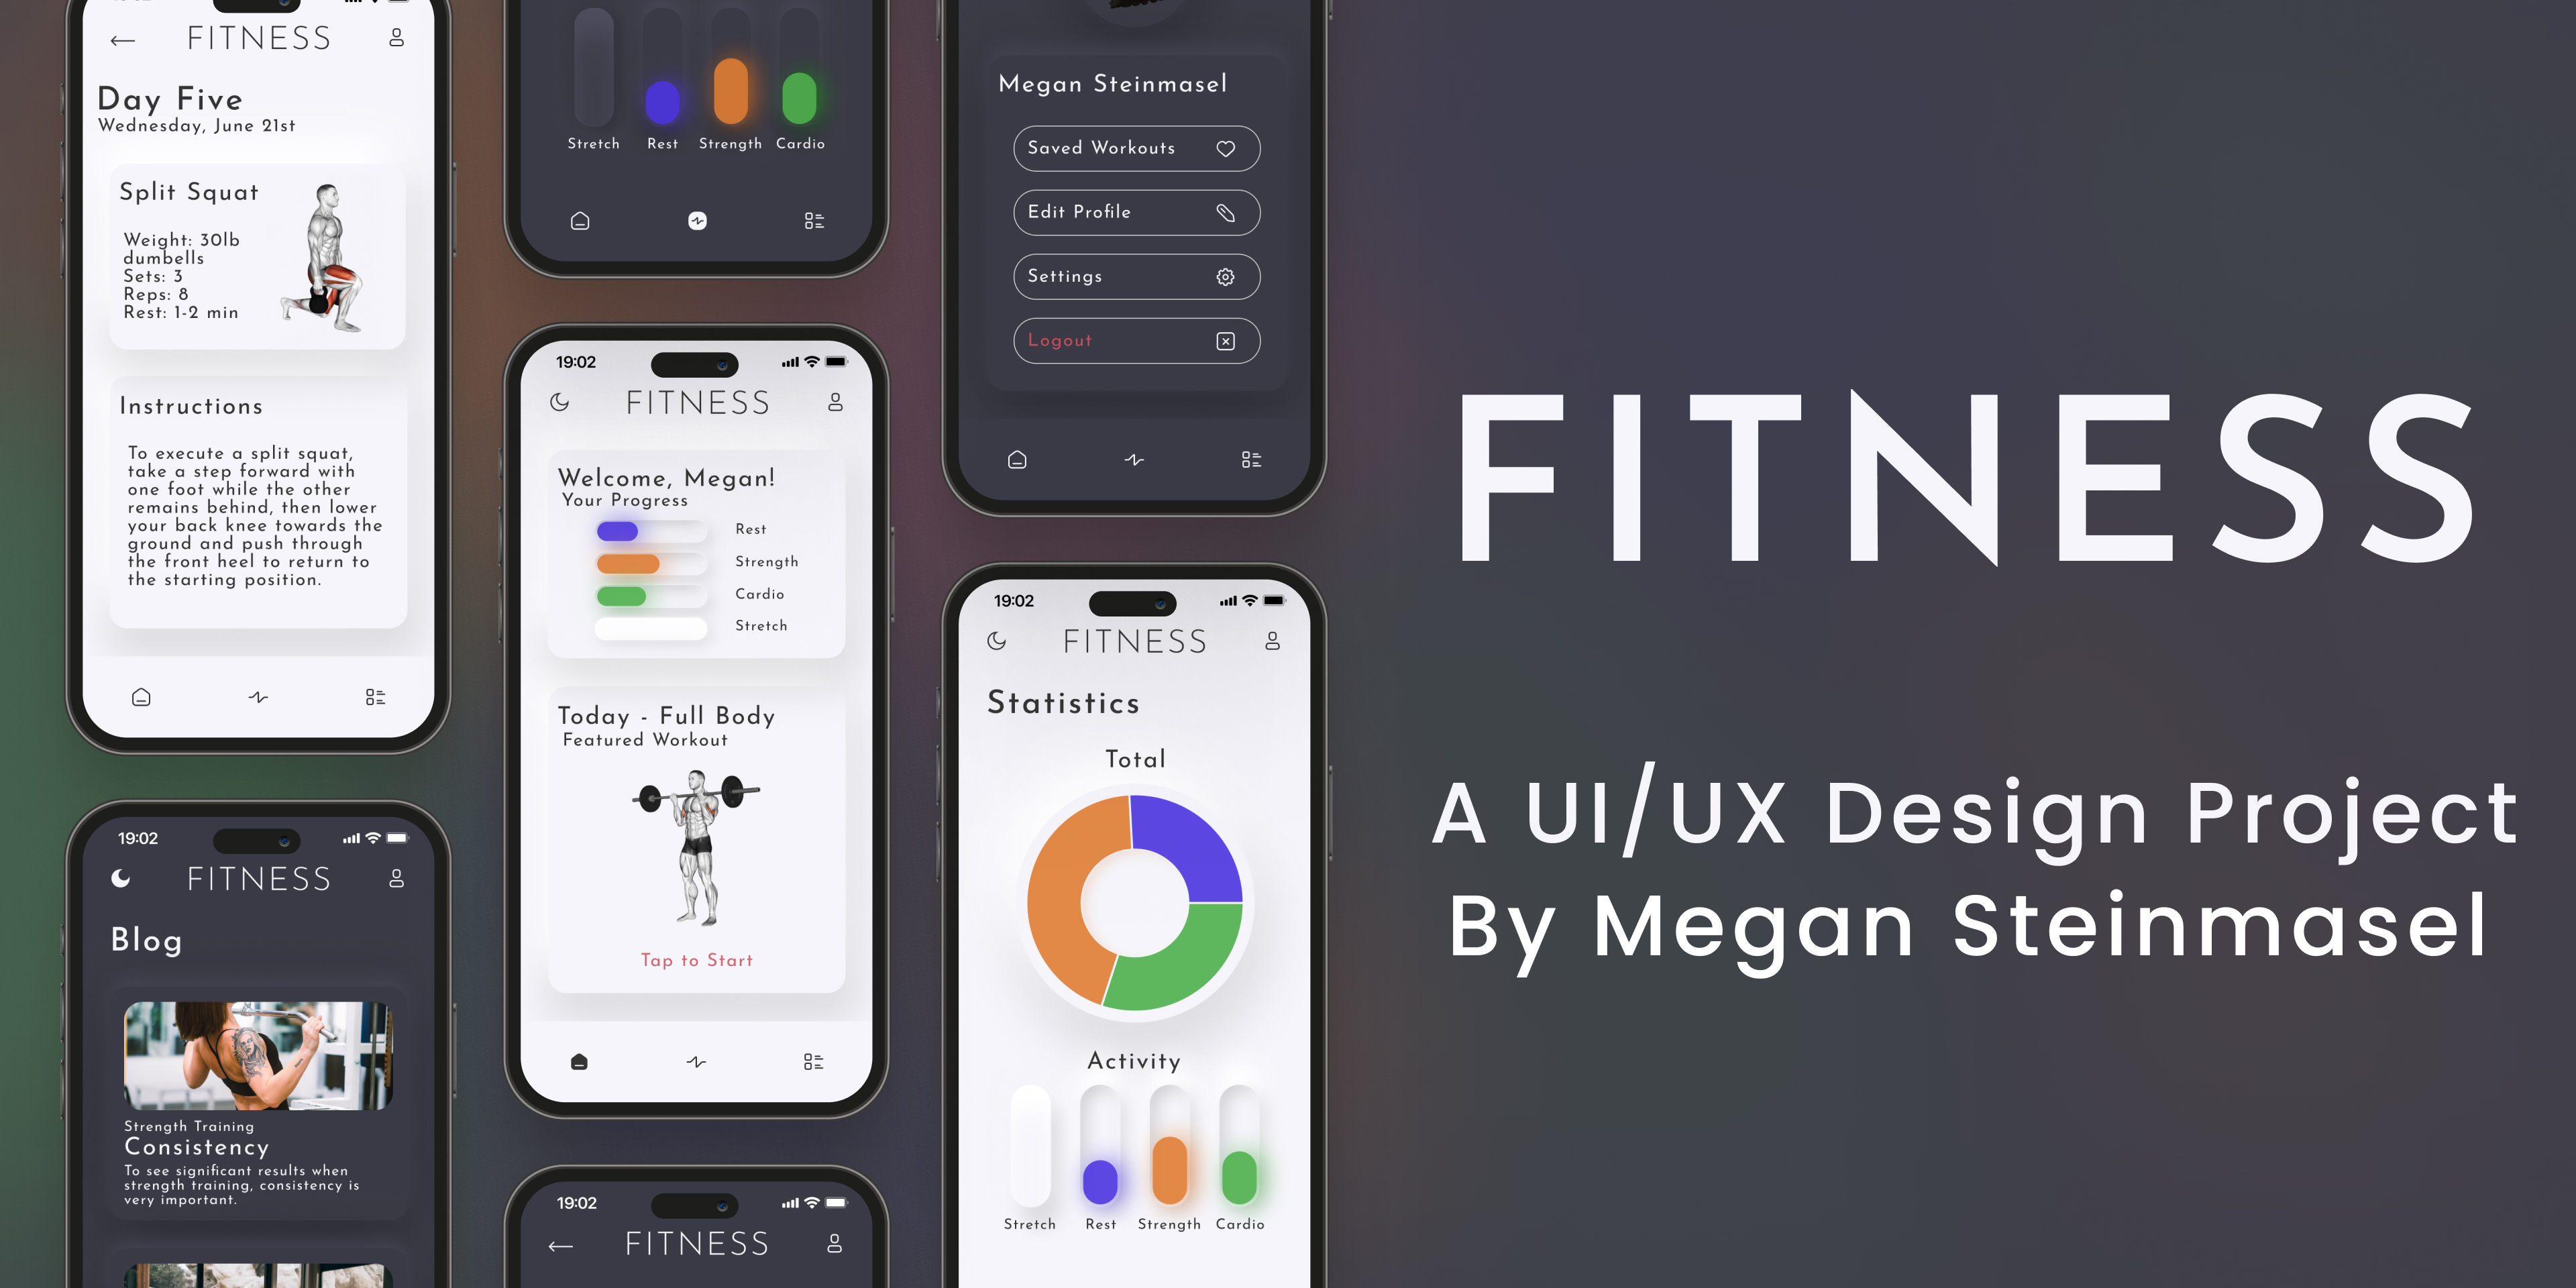 FITNESS
Day Five
Wednesday, June 21st
Split Squat
Weight: 30lb
dumbells
Sets: 3
Reps: 8
Rest: 1-2 min
Instructions
To execute a split squat,
take a step forward with
one foot while the other
remains behind, then lower
your back knee towards the
ground and push through
the front heel to return to
the starting position.
19:02
FITNESS
Blog
Strength Training
Consistency
To see significant results when
strength training, consistency is
very important.
Stretch Rest Strength Cardio
19:02
FITNESS
Welcome, Megan!
Your Progress
Rest
Strength
Cardio
Stretch
Today - Full Body
Featured Workout
Tap to Start
19:02
FITNESS
Megan Steinmasel
Saved Workouts
Edit Profile
Settings
Logout
19:02
FITNESS
Statistics
Total
Activity
Stretch Rest Strength Cardio
FITNESS
A UI/UX Design Project
By Megan Steinmasel